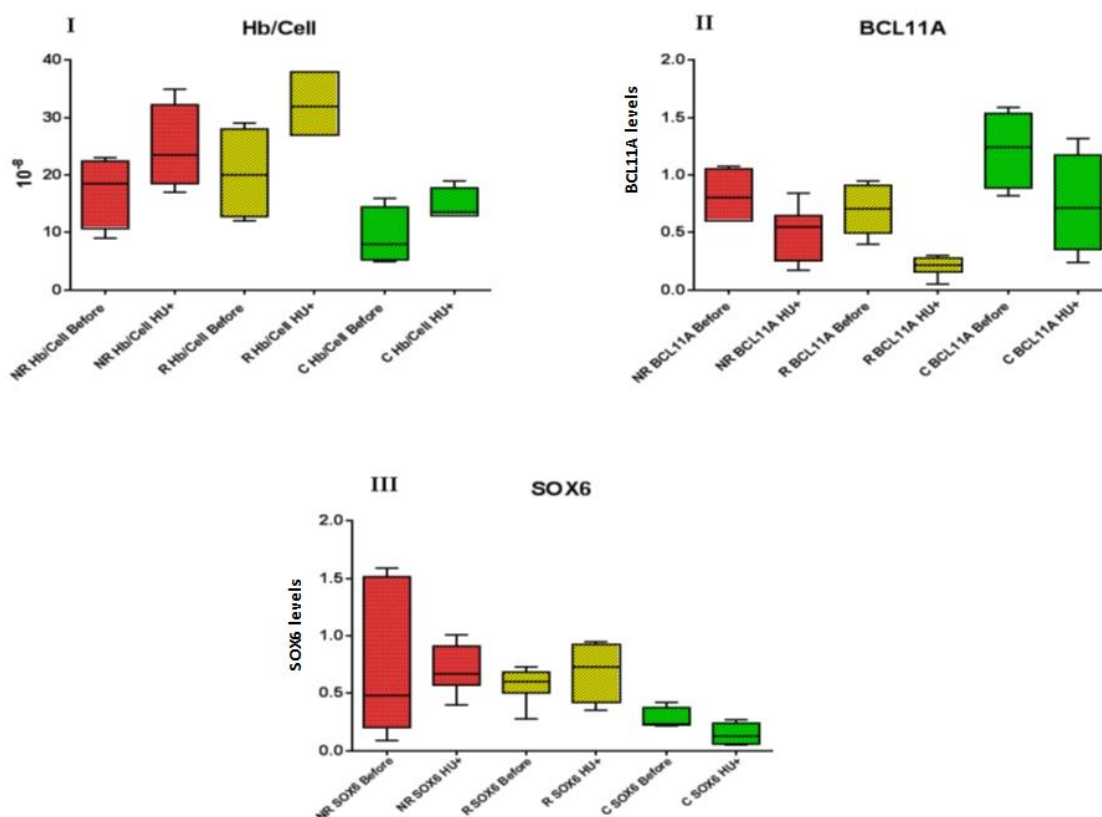 I
Hb/Cell
40
30
20
10
0
10-8
NR Hb/Cell Before
NR Hb/Cell HU+
R Hb/Cell Before
R Hb/Cell HU+
C Hb/Cell Before
C Hb/Cell HU+
II
BCL11A
2.0
1.5
1.0
0.5
0.0
BCL11A levels
NR BCL11A Before
NR BCL11A HU+
R BCL11A Before
R BCL11A HU+
C BCL11A Before
C BCL11A HU+
III
SOX6
2.0
1.5
1.0
0.5
0.0
SOX6 levels
NR SOX6 Before
NR SOX6 HU+
R SOX6 Before
R SOX6 HU+
C SOX6 Before
C SOX6 HU+